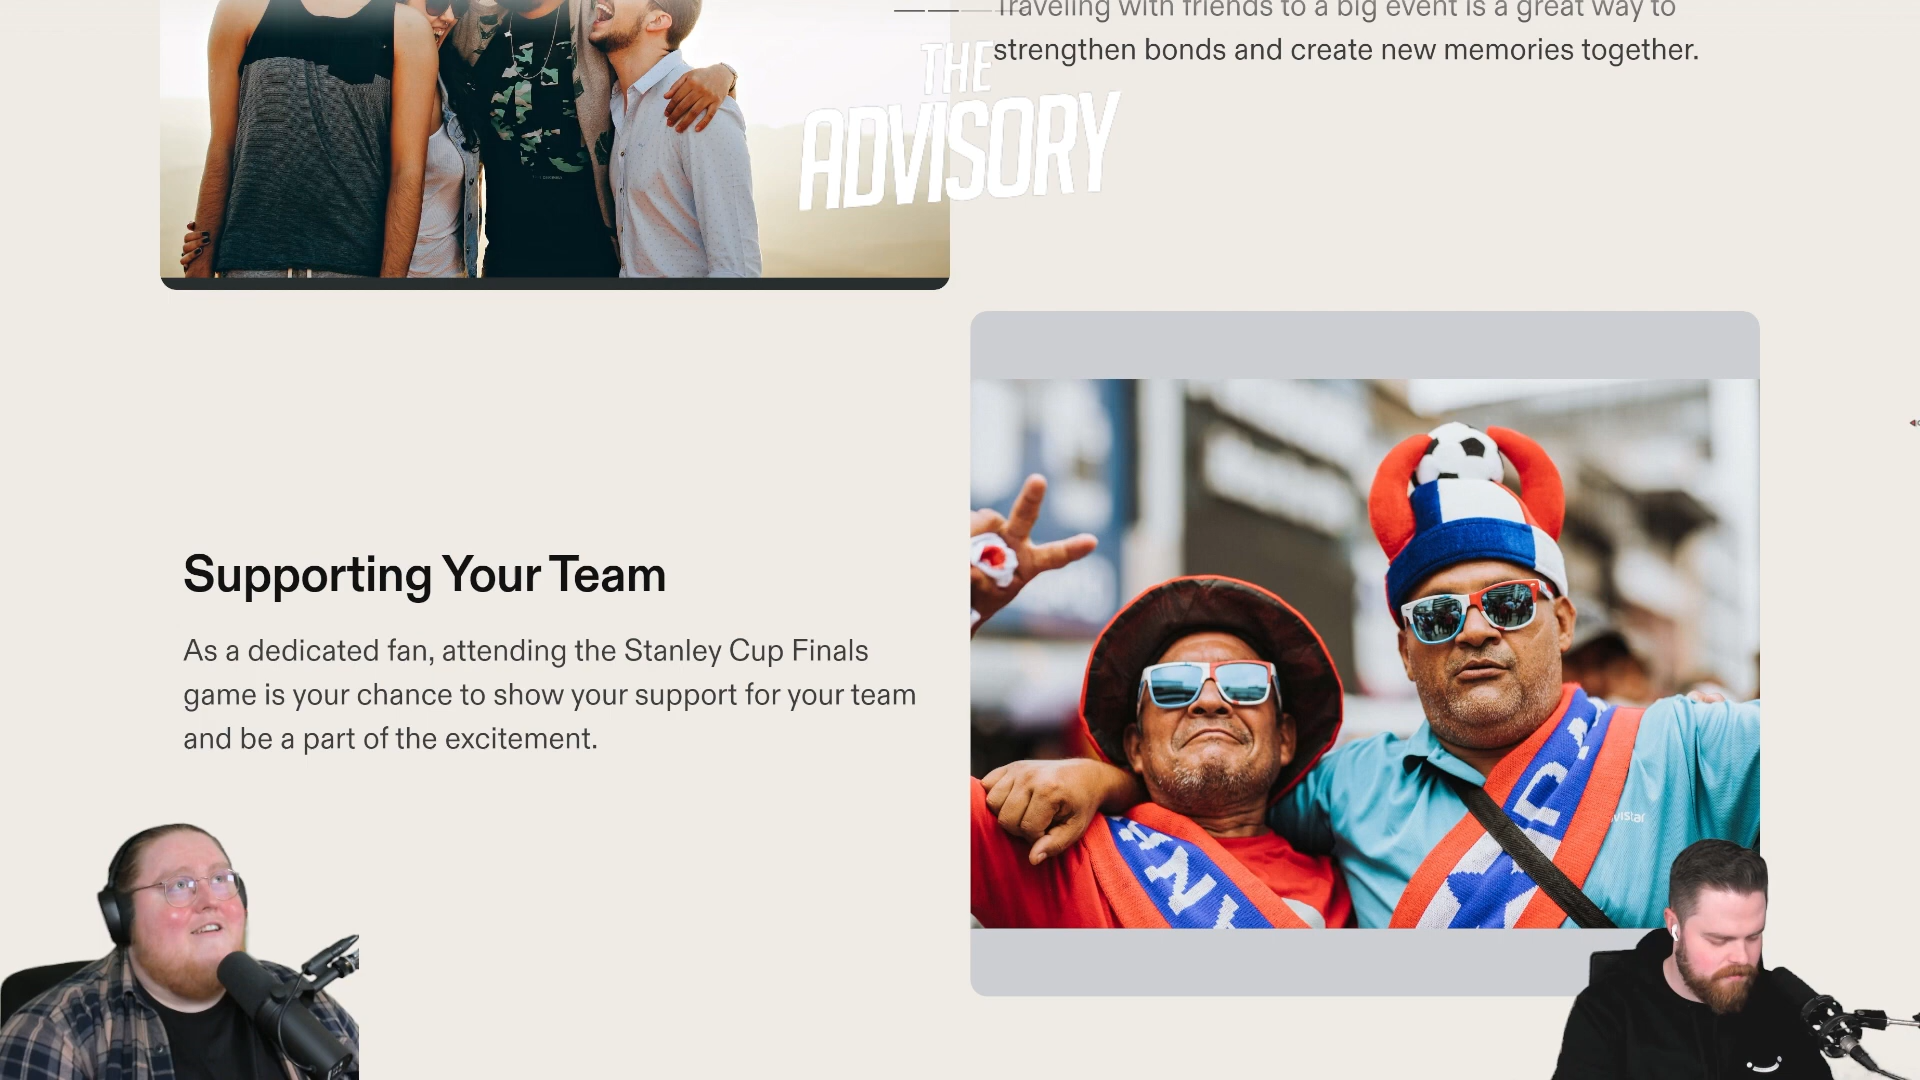 Traveling with friends to a big event is a great way to
strengthen bonds and create new memories together.
THE
ADVISORY
Supporting Your Team
As a dedicated fan, attending the Stanley Cup Finals
game is your chance to show your support for your team
and be a part of the excitement.